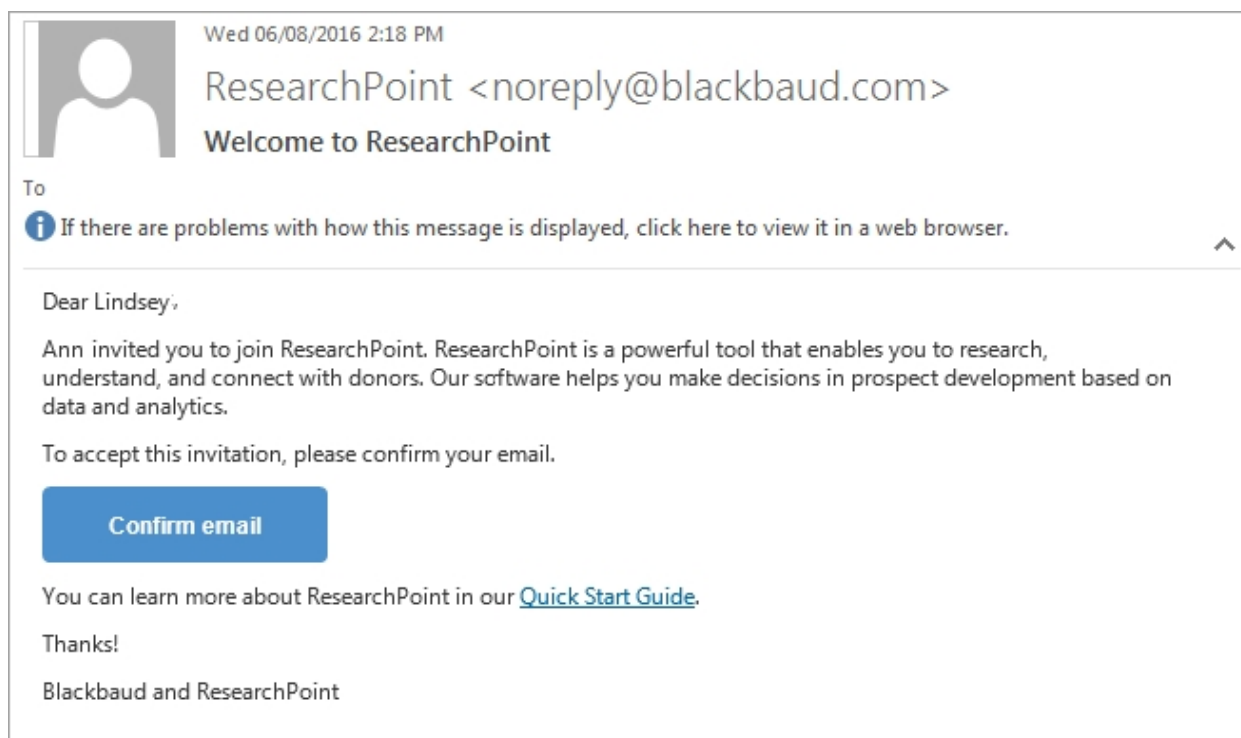 Wed 06/08/2016 2:18 PM
ResearchPoint <noreply@blackbaud.com>
Welcome to ResearchPoint
To
If there are problems with how this message is displayed, click here to view it in a web browser.
Dear Lindsey,
Ann invited you to join ResearchPoint. ResearchPoint is a powerful tool that enables you to research,
understand, and connect with donors. Our software helps you make decisions in prospect development based on
data and analytics.
To accept this invitation, please confirm your email.
Confirm email
You can learn more about ResearchPoint in our Quick Start Guide.
Thanks!
Blackbaud and ResearchPoint